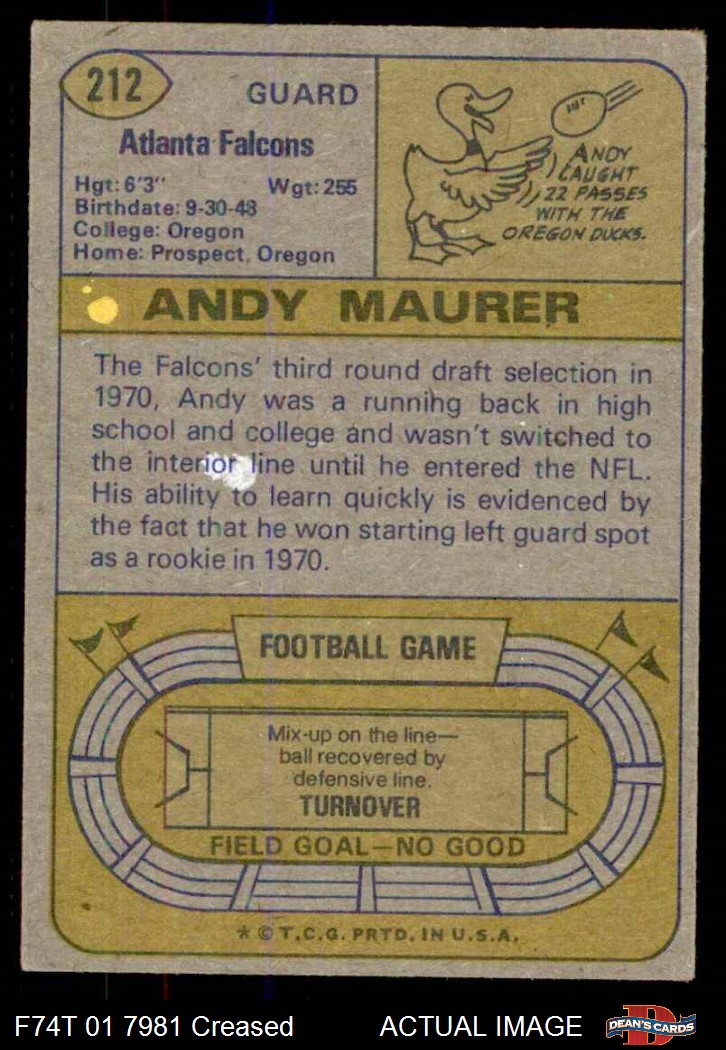 212
GUARD
Atlanta Falcons
Hgt: 6'3" Wgt: 255
Birthdate: 9-30-48
College: Oregon
Home: Prospect, Oregon
ANDY
CAUGHT
22 PASSES
WITH THE
OREGON DUCKS.
ANDY MAURER
The Falcons' third round draft selection in
1970, Andy was a running back in high
school and college and wasn't switched to
the interior line until he entered the NFL.
His ability to learn quickly is evidenced by
the fact that he won starting left guard spot
as a rookie in 1970.
FOOTBALL GAME
Mix-up on the line—
ball recovered by
defensive line.
TURNOVER
FIELD GOAL—NO GOOD
* © T.C.G. PRTD. IN U.S.A.
F74T 01 7981 Creased ACTUAL IMAGE
DEAN'S CARDS